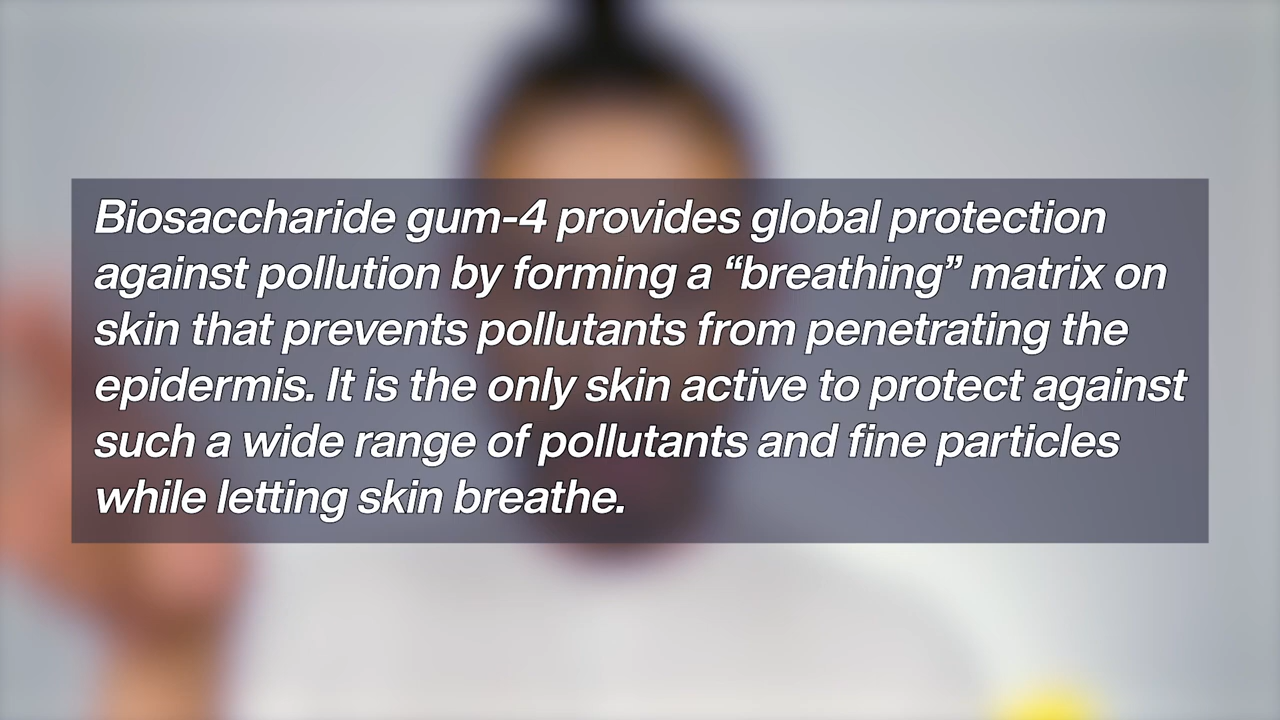 Biosaccharide gum-4 provides global protection
against pollution by forming a “breathing” matrix on
skin that prevents pollutants from penetrating the
epidermis. It is the only skin active to protect against
such a wide range of pollutants and fine particles
while letting skin breathe.